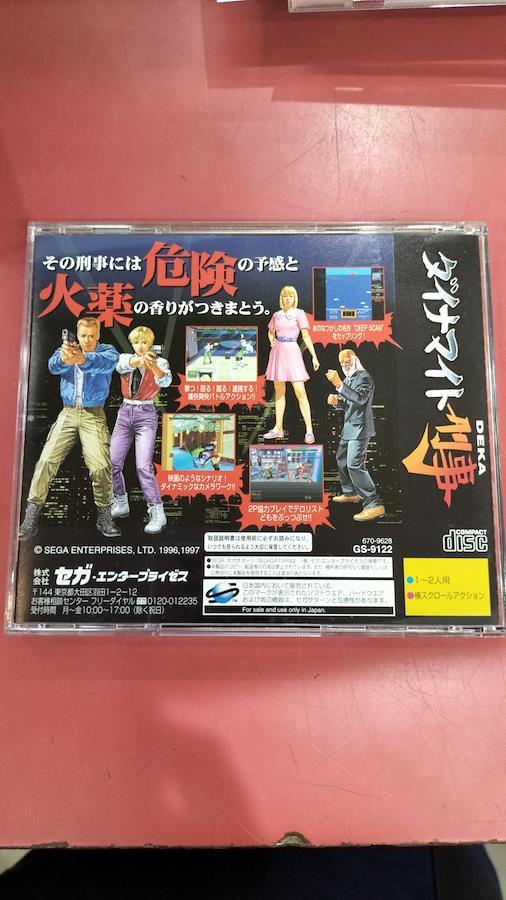 その刑事には危険の予感と
火薬の香りがつきまとう。
あのなつかしの名作“DEEP SCAN”
をカップリング!
撃つ!殴る!蹴る!逮捕する!
痛快爽快バトルアクション!!
映画のようなシナリオ!
ダイナミックなカメラワーク!!
2P協力プレイでテロリスト
どもをぶっつぶせ!!
ダイナマイト刑事
DEKA
COMPACT
disc
取扱説明書は使用前に必ずお読みになり、
いつでも見られるよう大切に保管してください。
670-9628
GS-9122
© SEGA ENTERPRISES, LTD. 1996,1997
株式会社 セガ・エンタープライゼス
〒144 東京都大田区羽田1-2-12
お客様相談センター フリーダイヤル 0120-012235
受付時間 月~金10:00~17:00(除く祝日)
日本国内において販売されている、
このマークが表示されたソフトウエア、ハードウエア
および周辺機器は、セガサターンと互換性があります。
For sale and use only in Japan.
●1~2人用
●横スクロールアクション